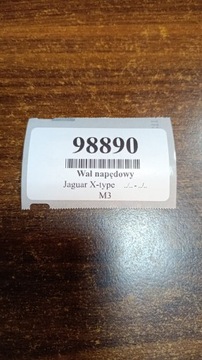 98890
Wał napędowy
Jaguar X-type
M3